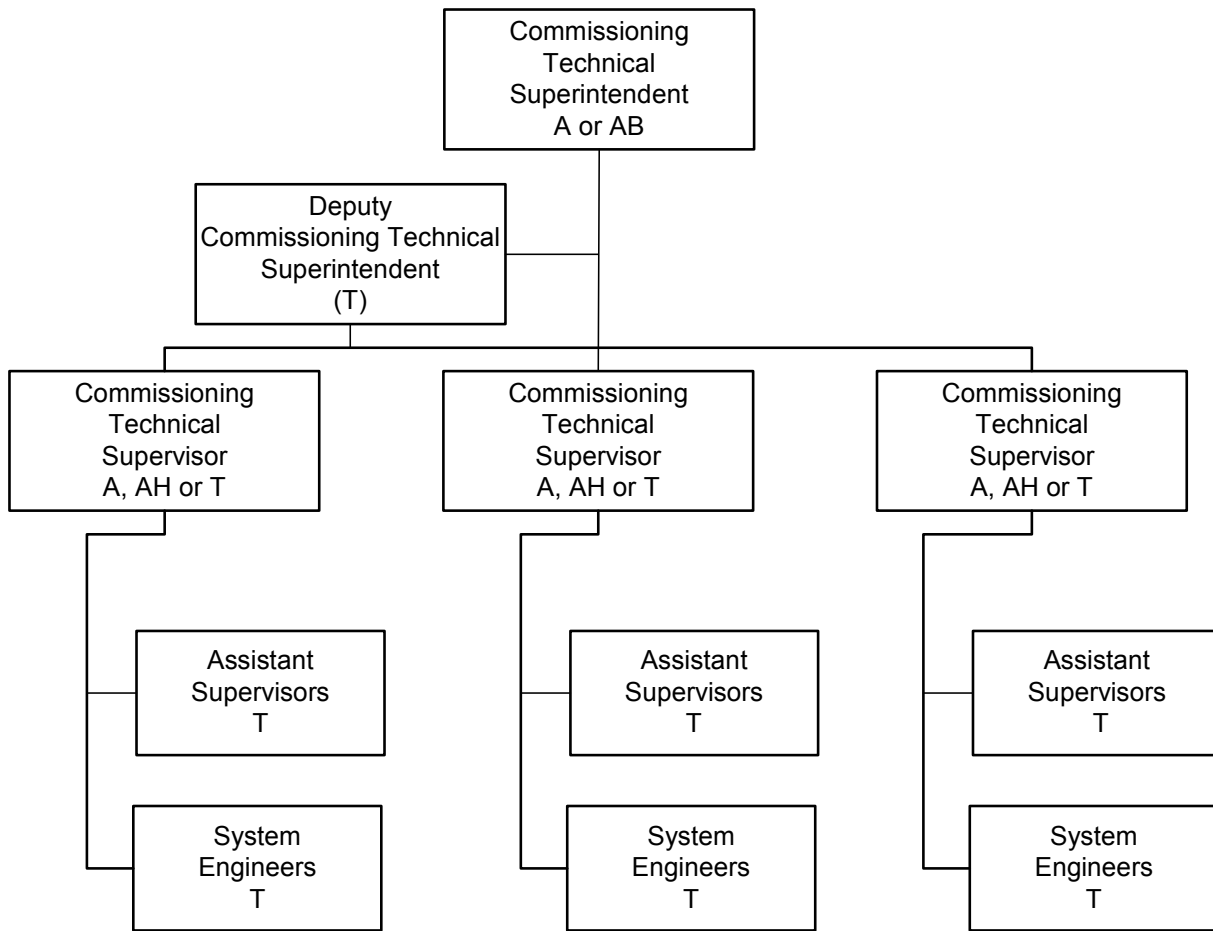 Commissioning
Technical
Superintendent
A or AB
Deputy
Commissioning Technical
Superintendent
(T)
Commissioning
Technical
Supervisor
A, AH or T
Commissioning
Technical
Supervisor
A, AH or T
Commissioning
Technical
Supervisor
A, AH or T
Assistant
Supervisors
T
Assistant
Supervisors
T
Assistant
Supervisors
T
System
Engineers
T
System
Engineers
T
System
Engineers
T